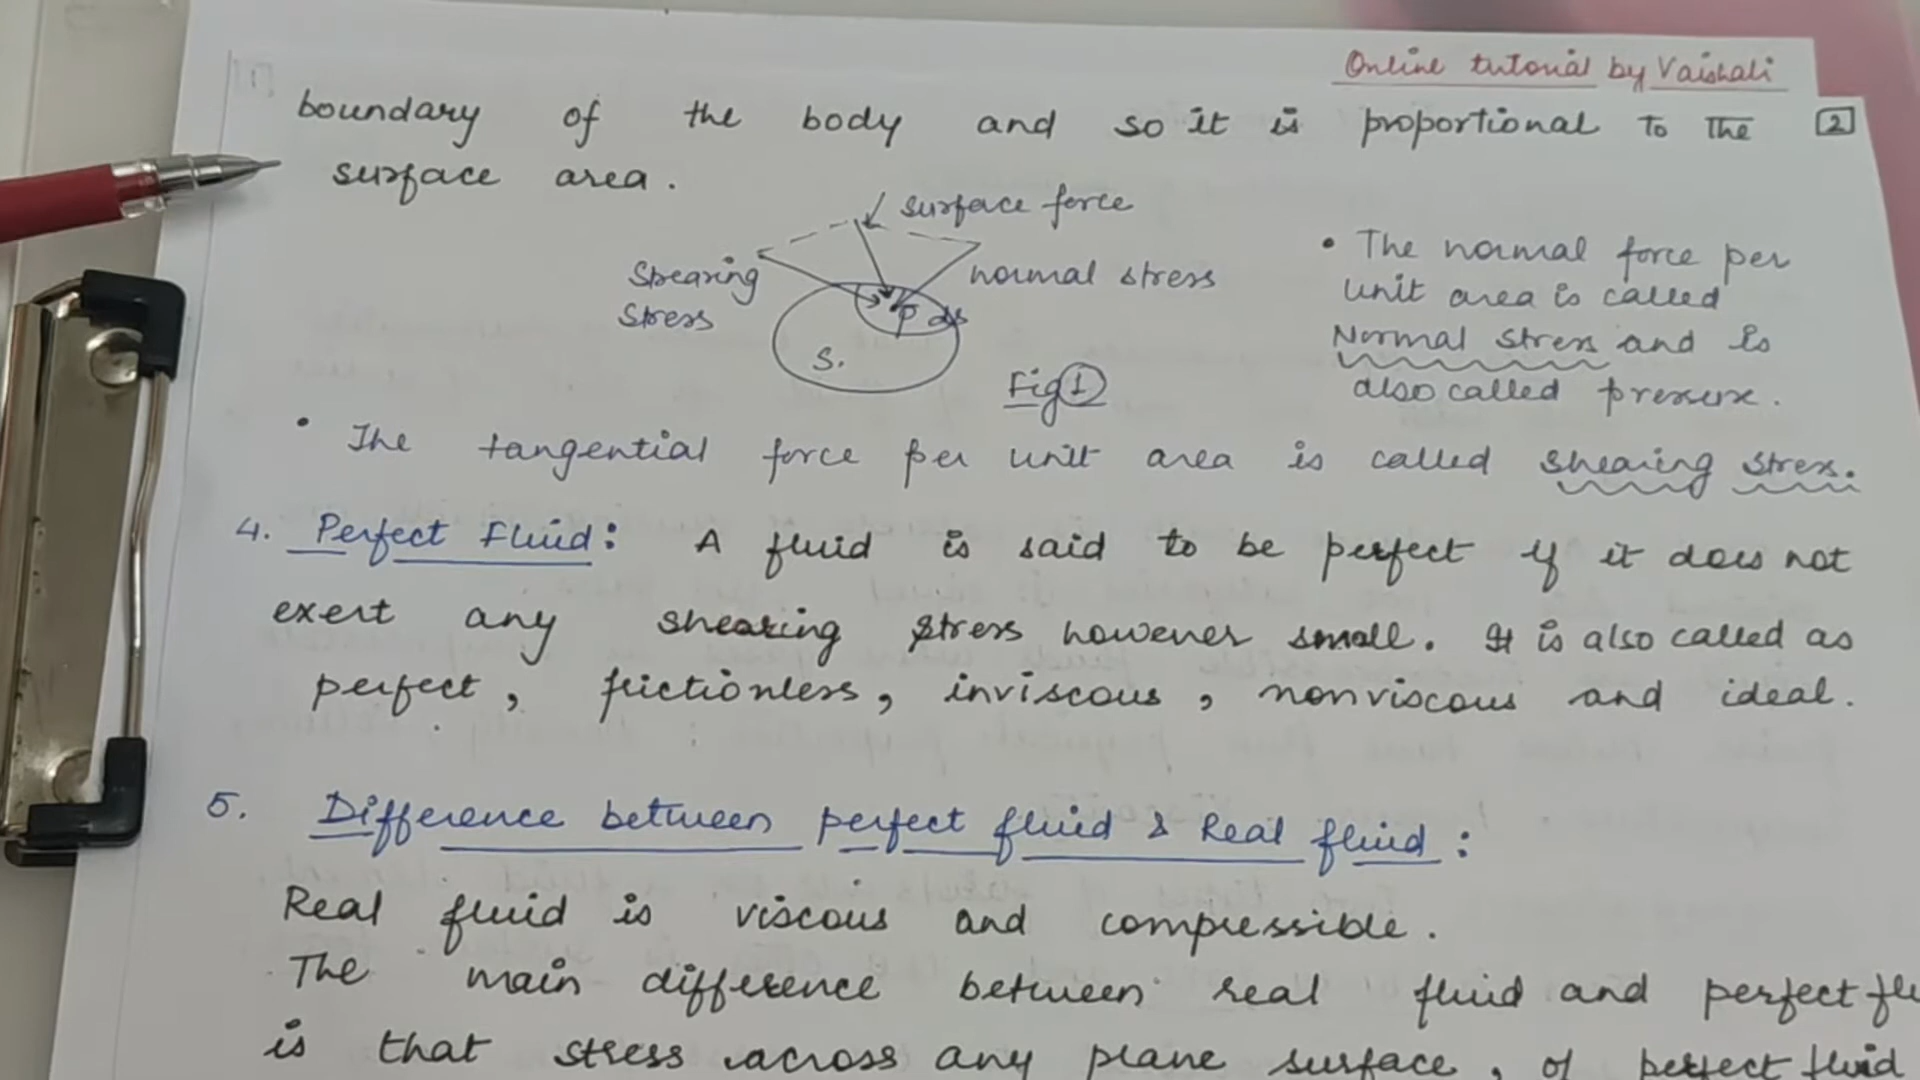 Online tutorial by Vaishali
2
boundary of the body and so it is proportional to the
surface area.
surface force
Shearing
Stress
normal stress
P ds
S.
Fig 1
• The normal force per
unit area is called
Normal stress and is
also called pressure.
• The tangential force per unit area is called shearing stress.
4. Perfect Fluid: A fluid is said to be perfect if it does not
exert any shearing stress however small. It is also called as
perfect, frictionless, inviscous, nonviscous and ideal.
5. Difference between perfect fluid & Real fluid:
Real fluid is viscous and compressible.
The main difference between real fluid and perfect flu
is that stress across any plane surface, of perfect fluid